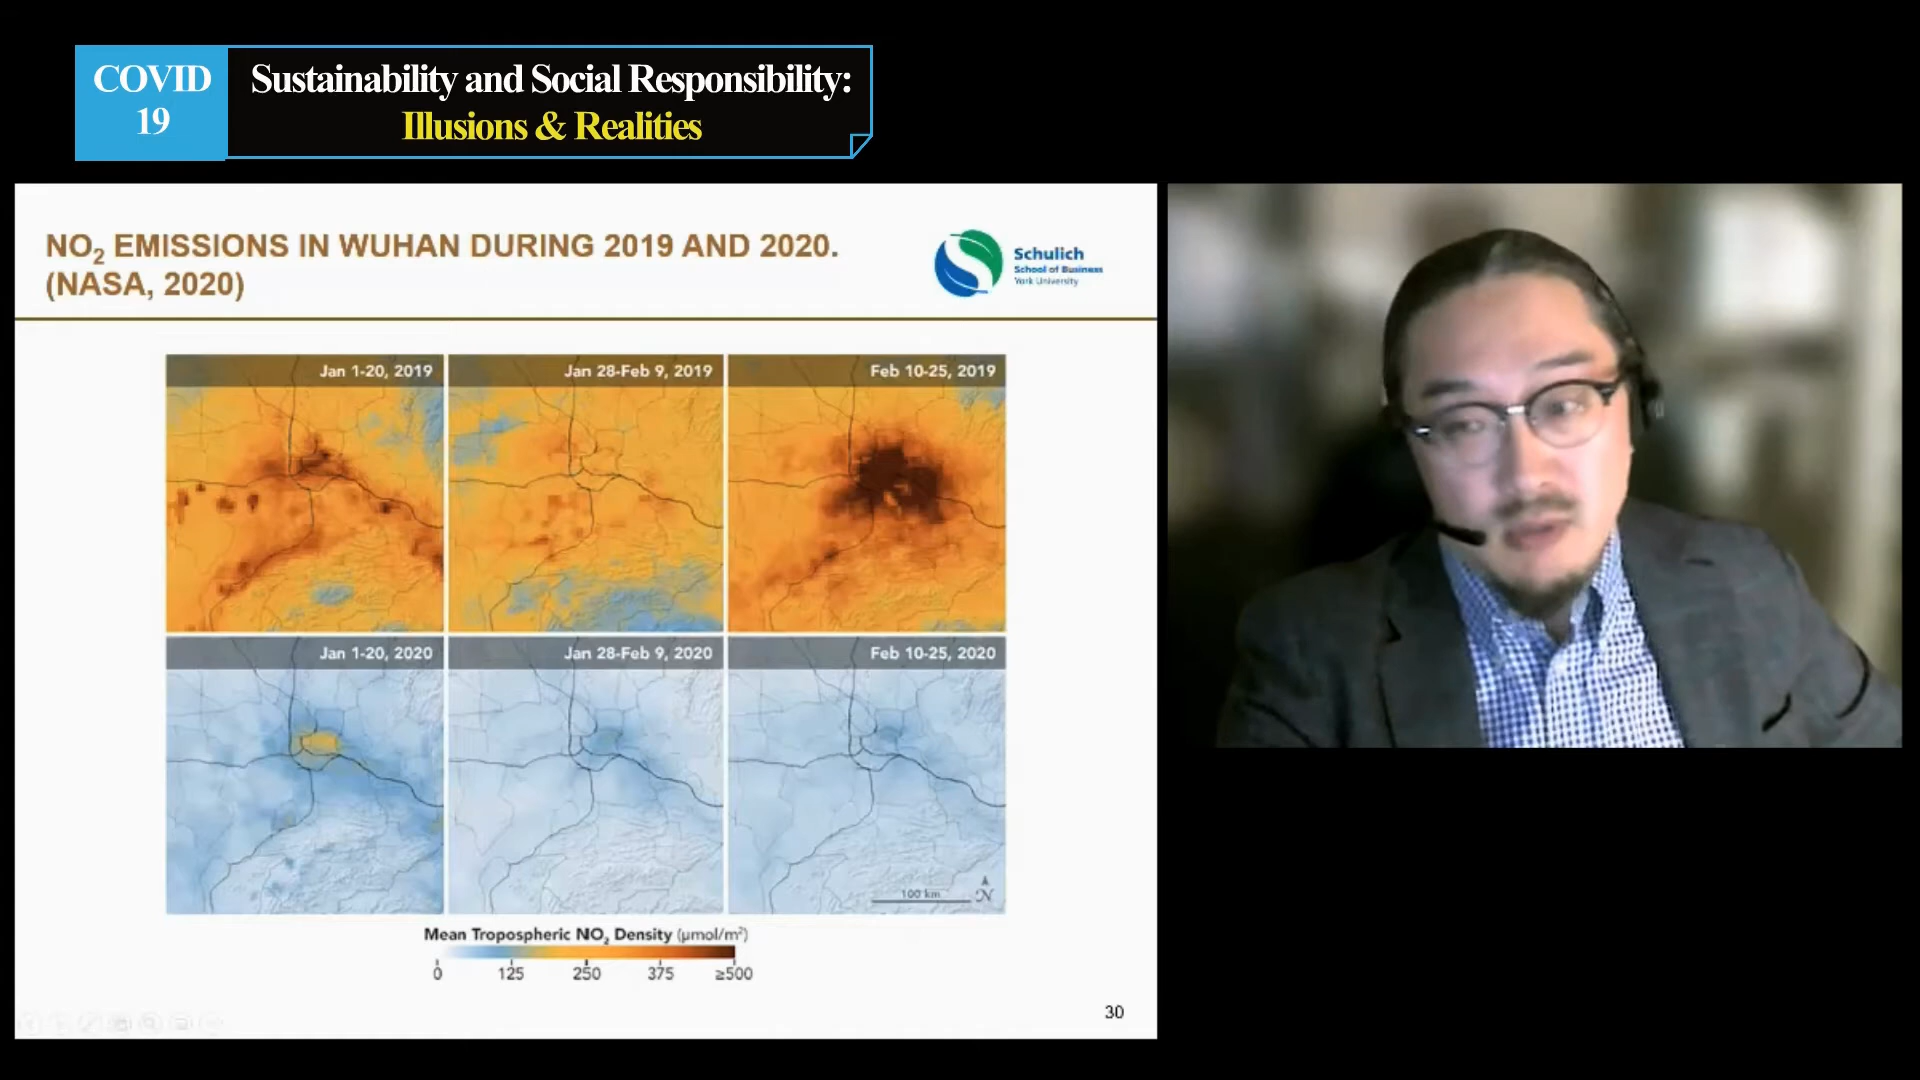 COVID
19
Sustainability and Social Responsibility:
Illusions & Realities
NO₂ EMISSIONS IN WUHAN DURING 2019 AND 2020.
(NASA, 2020)
Schulich
School of Business
York University
Jan 1-20, 2019
Jan 28-Feb 9, 2019
Feb 10-25, 2019
Jan 1-20, 2020
Jan 28-Feb 9, 2020
Feb 10-25, 2020
100 km
N
Mean Tropospheric NO₂ Density (µmol/m²)
0 125 250 375 ≥500
30